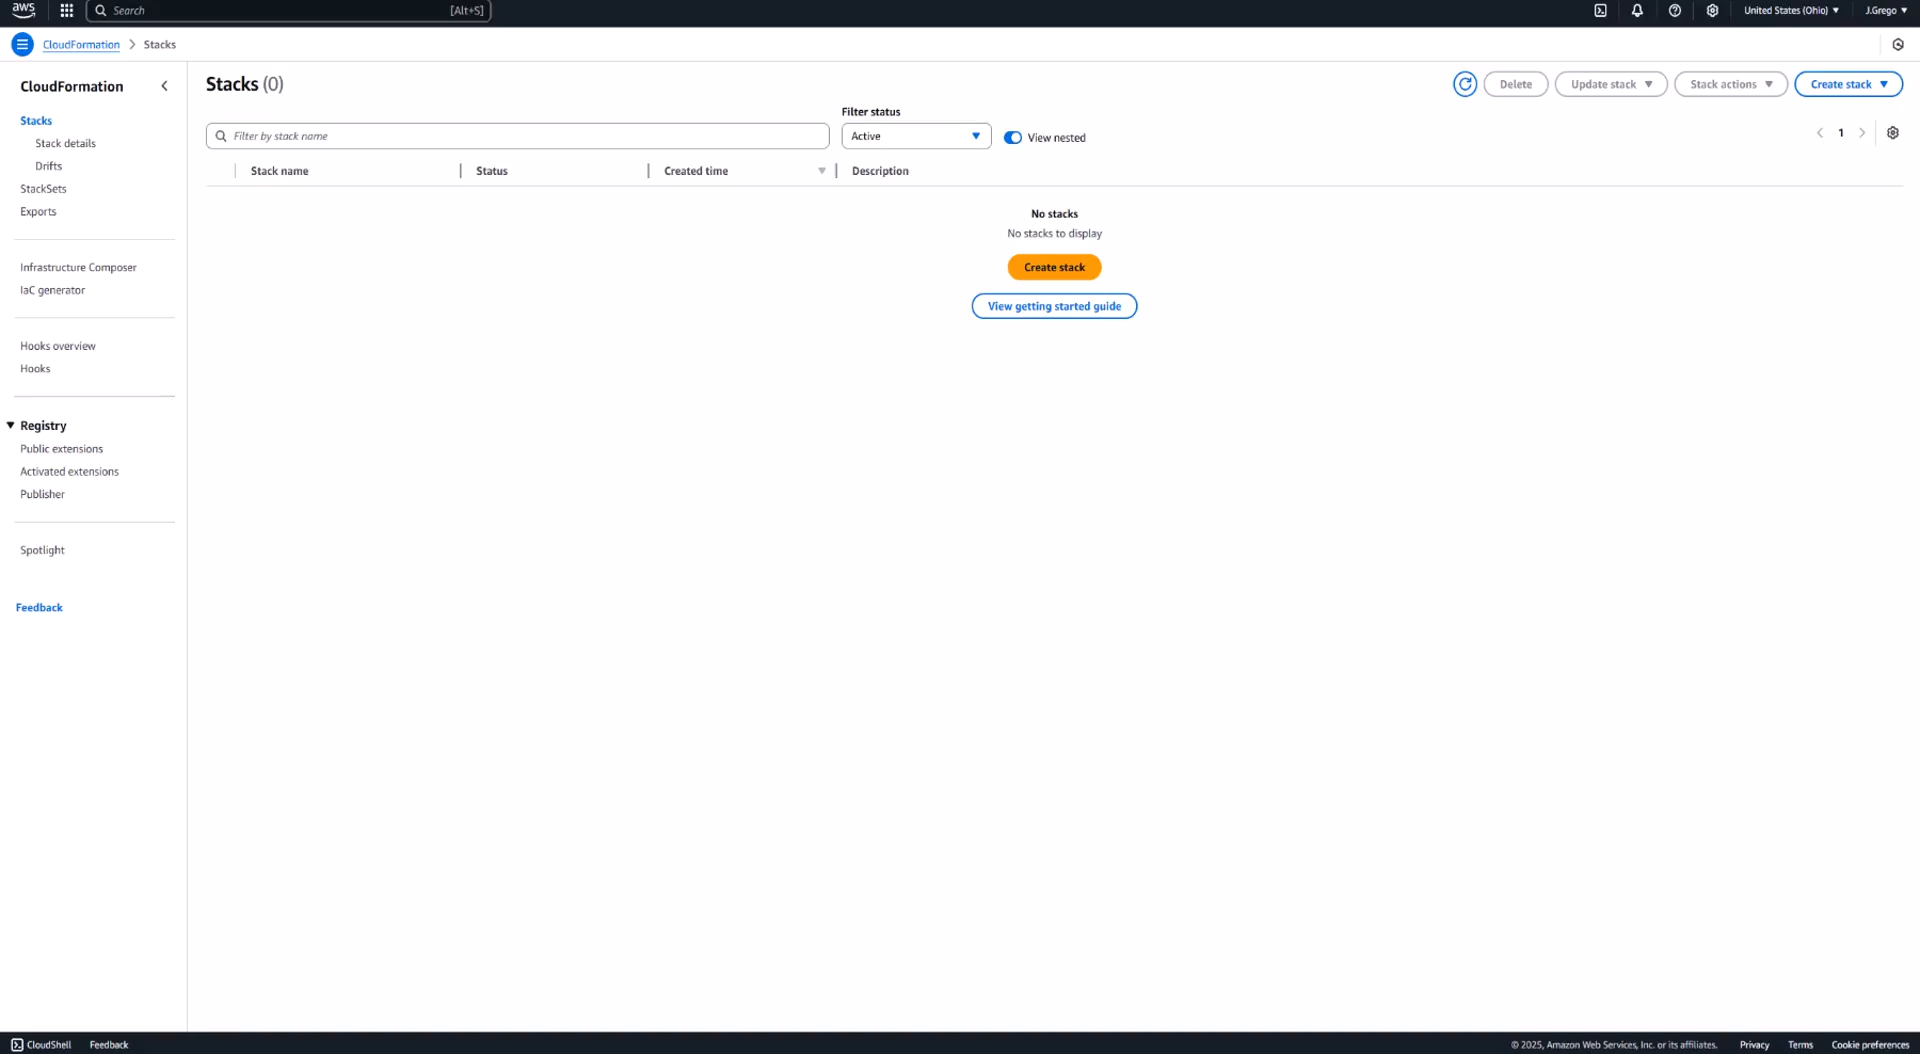 aws
Search
[Alt+S]
United States (Ohio)
J.Grego
CloudFormation
Stacks
CloudFormation
Stacks
Stack details
Drifts
StackSets
Exports
Infrastructure Composer
IaC generator
Hooks overview
Hooks
Registry
Public extensions
Activated extensions
Publisher
Spotlight
Feedback
Stacks (0)
Delete
Update stack
Stack actions
Create stack
Filter status
Filter by stack name
Active
View nested
1
Stack name
Status
Created time
Description
No stacks
No stacks to display
Create stack
View getting started guide
CloudShell
Feedback
© 2025, Amazon Web Services, Inc. or its affiliates.
Privacy
Terms
Cookie preferences